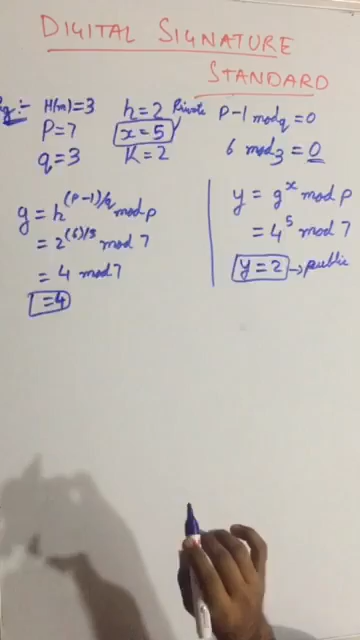 DIGITAL SIGNATURE
STANDARD
Eg:- H(m)=3 h=2 Private
P=7 x=5
q=3 K=2
P-1 mod q = 0
6 mod 3 = 0
g = h^(P-1)/q mod p
= 2^(6)/3 mod 7
= 4 mod 7
= 4
y = g^x mod p
= 4^5 mod 7
y = 2 → public